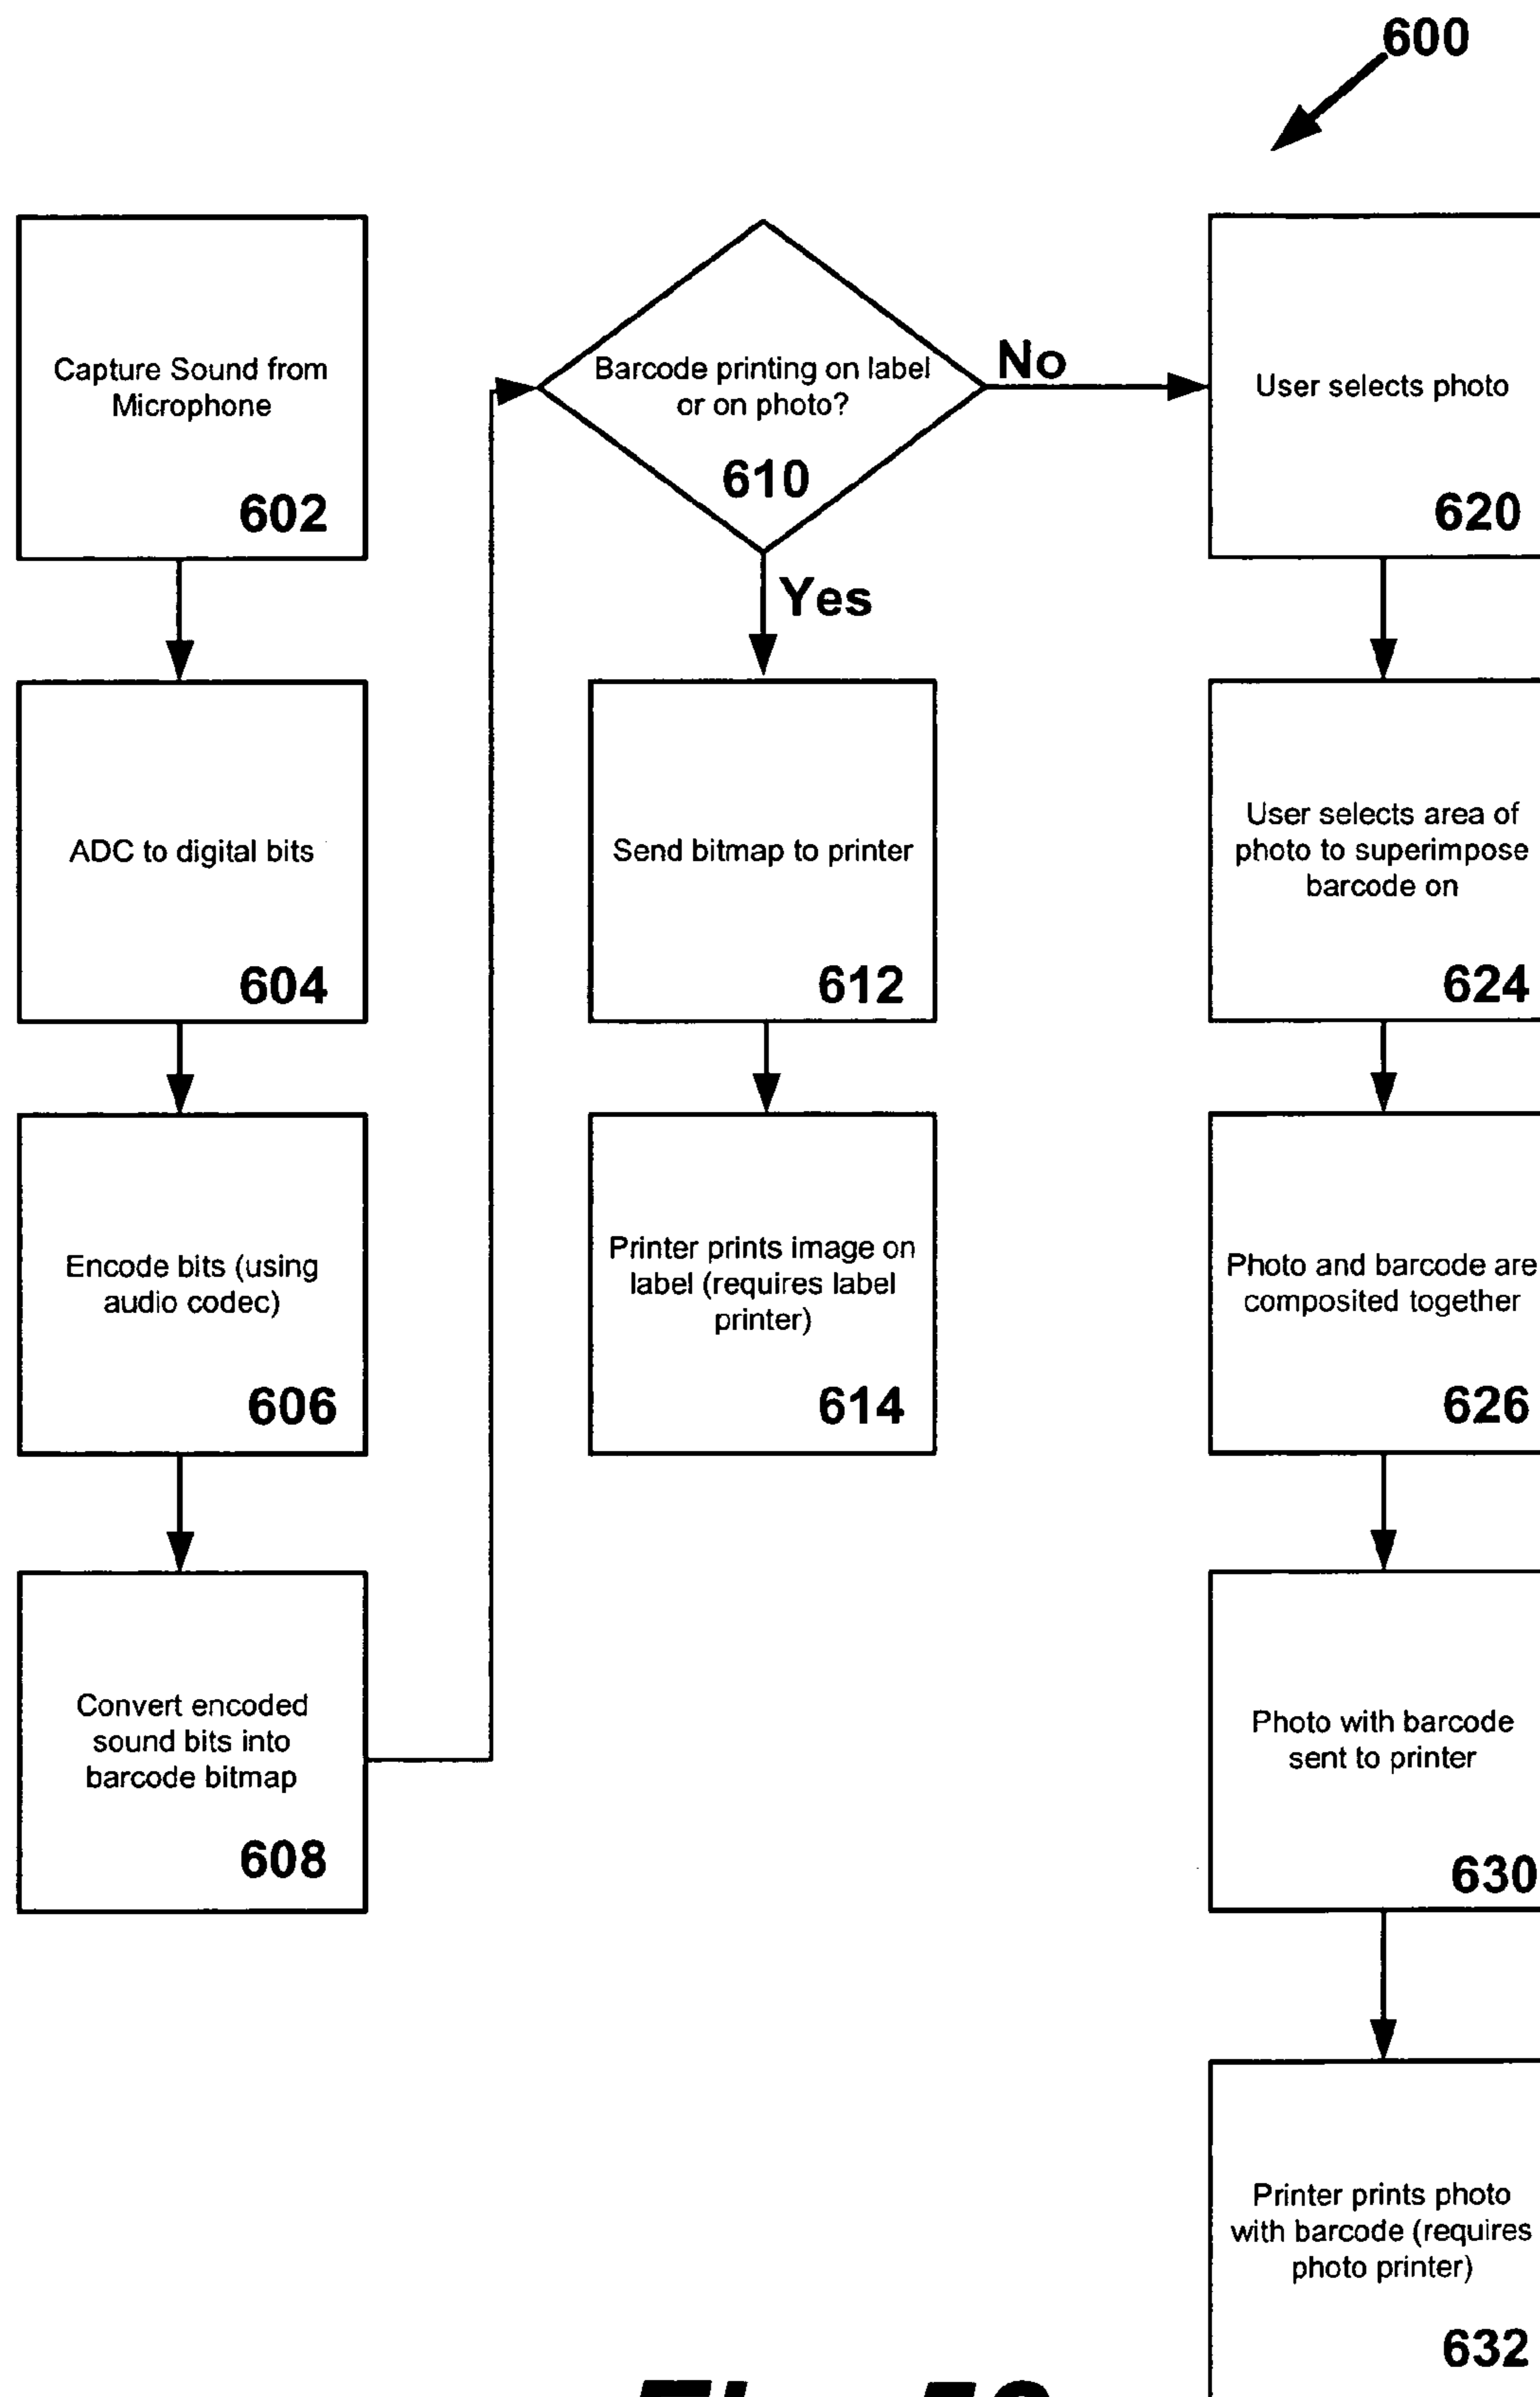 600
Capture Sound from
Microphone
602
ADC to digital bits
604
Encode bits (using
audio codec)
606
Convert encoded
sound bits into
barcode bitmap
608
Barcode printing on label
or on photo?
610
No
Yes
Send bitmap to printer
612
Printer prints image on
label (requires label
printer)
614
User selects photo
620
User selects area of
photo to superimpose
barcode on
624
Photo and barcode are
composited together
626
Photo with barcode
sent to printer
630
Printer prints photo
with barcode (requires
photo printer)
632